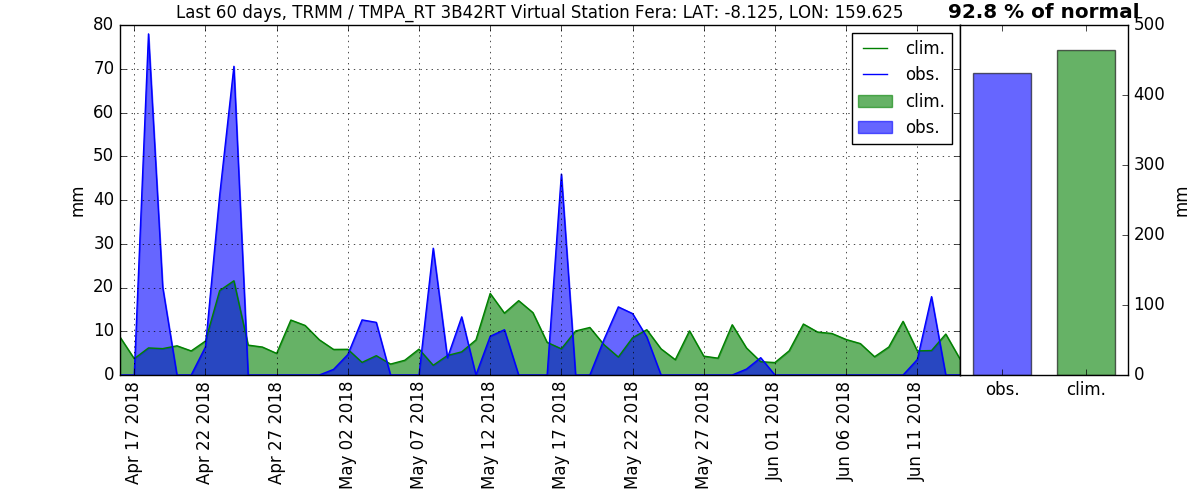 Last 60 days, TRMM / TMPA_RT 3B42RT Virtual Station Fera: LAT: -8.125, LON: 159.625
92.8 % of normal
80
70
60
50
40
30
20
10
0
mm
clim.
obs.
clim.
obs.
500
400
300
200
100
0
mm
obs.
clim.
Apr 17 2018
Apr 22 2018
Apr 27 2018
May 02 2018
May 07 2018
May 12 2018
May 17 2018
May 22 2018
May 27 2018
Jun 01 2018
Jun 06 2018
Jun 11 2018